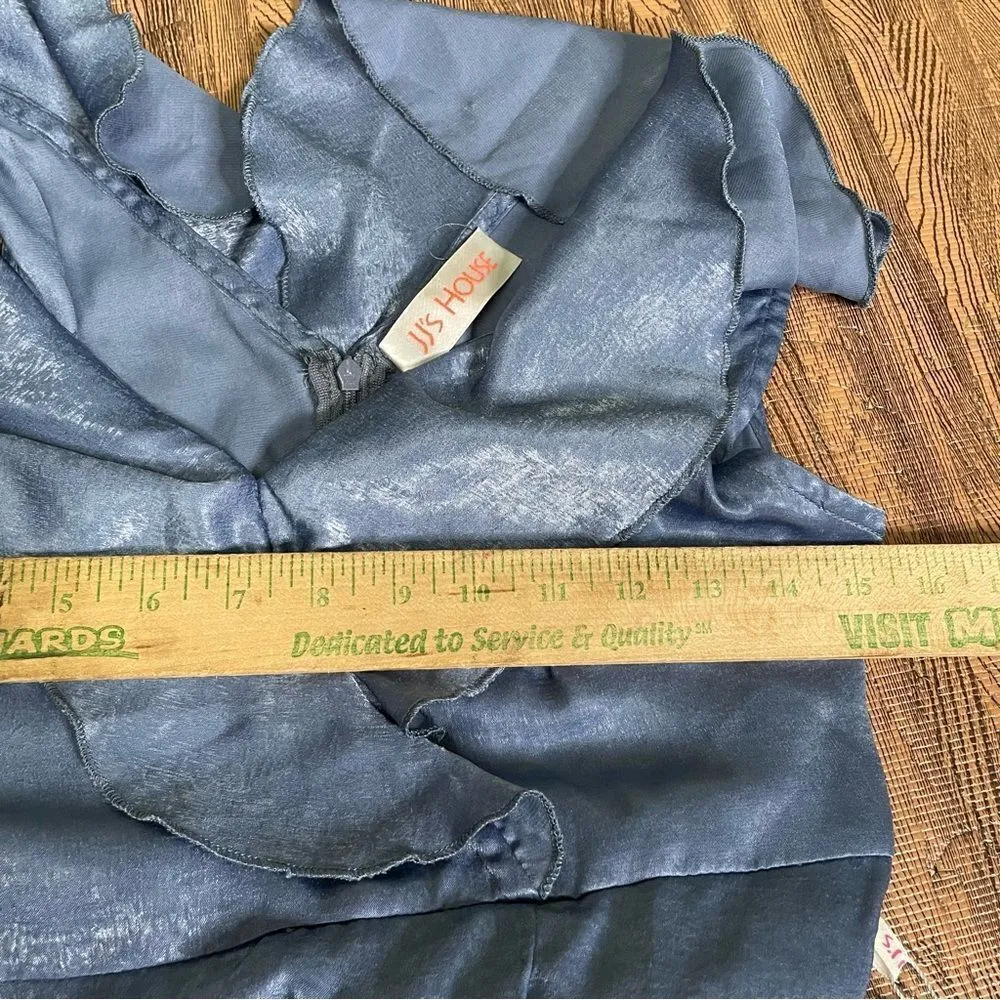 JJ'S HOUSE
5 6 7 8 9 10 11 12 13 14 15 16
ARDS Dedicated to Service & Quality SM VISIT M